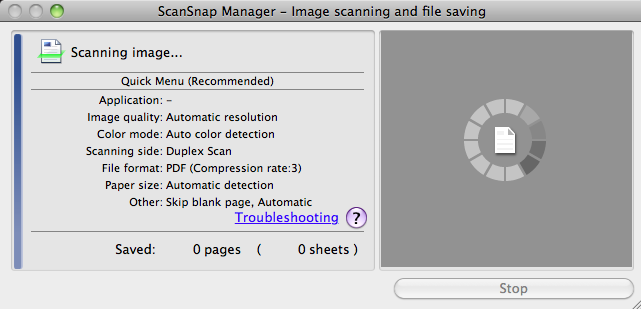 ScanSnap Manager – Image scanning and file saving
Scanning image...
Quick Menu (Recommended)
Application: –
Image quality: Automatic resolution
Color mode: Auto color detection
Scanning side: Duplex Scan
File format: PDF (Compression rate:3)
Paper size: Automatic detection
Other: Skip blank page, Automatic
Troubleshooting ?
Saved: 0 pages ( 0 sheets )
Stop